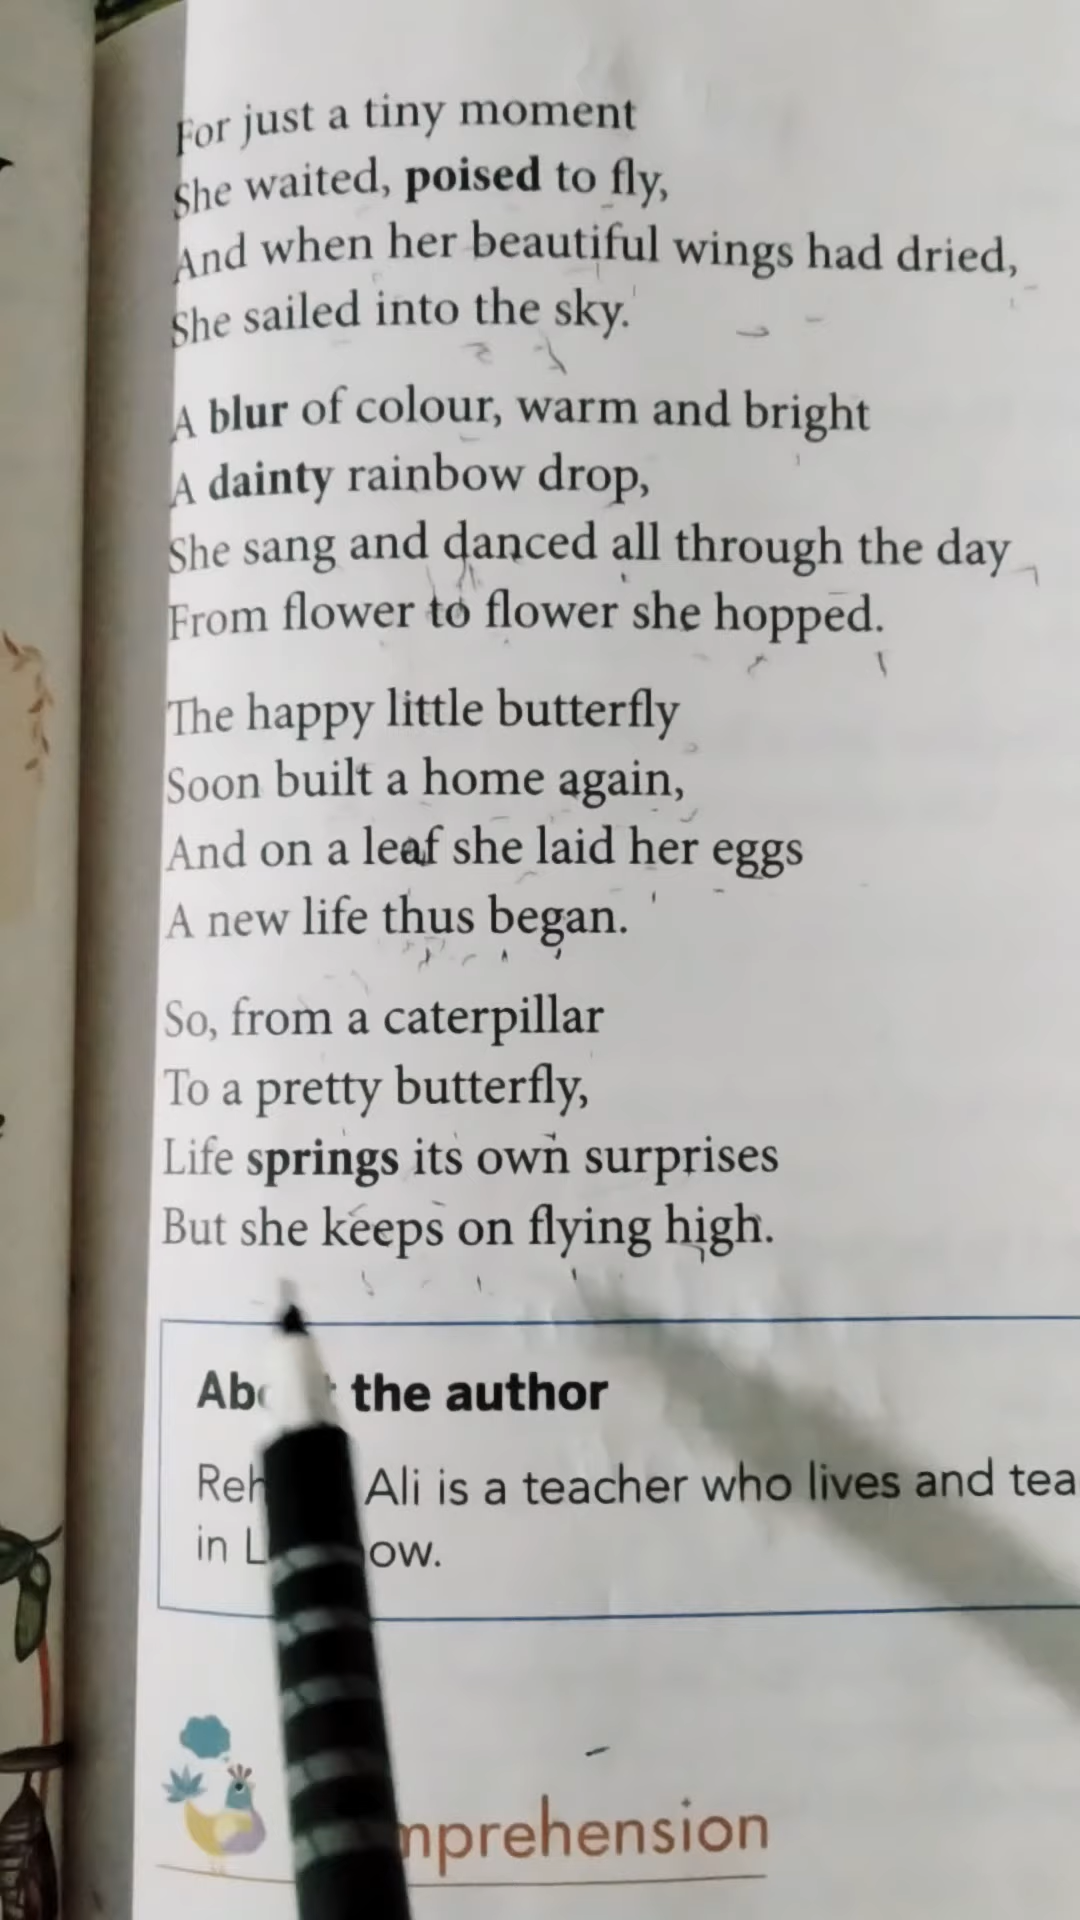 For just a tiny moment
She waited, poised to fly,
And when her beautiful wings had dried,
She sailed into the sky.
A blur of colour, warm and bright
A dainty rainbow drop,
She sang and danced all through the day
From flower to flower she hopped.
The happy little butterfly
Soon built a home again,
And on a leaf she laid her eggs
A new life thus began.
So, from a caterpillar
To a pretty butterfly,
Life springs its own surprises
But she keeps on flying high.
the author
Ali is a teacher who lives and
in